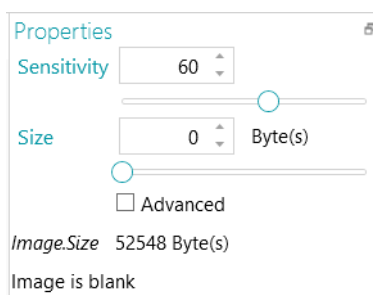 Properties
Sensitivity 60
Size 0 Byte(s)
Advanced
Image.Size 52548 Byte(s)
Image is blank